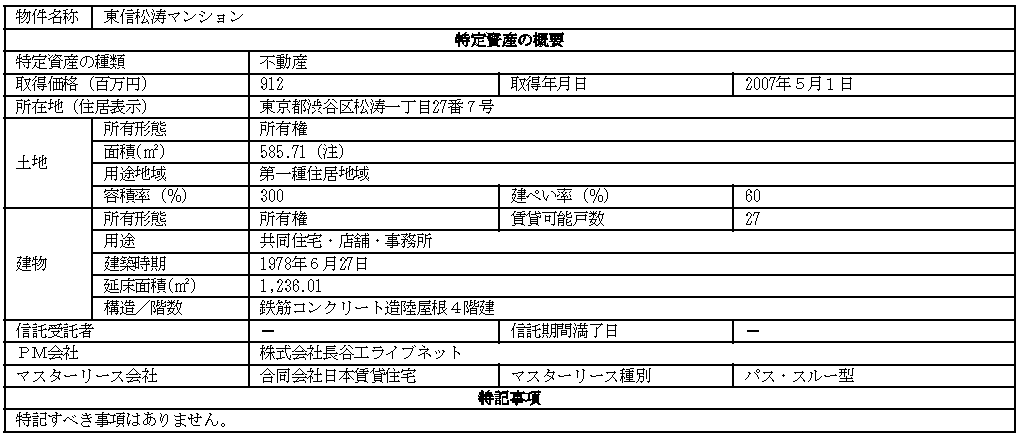 物件名称 東信松涛マンション
特定資産の概要
特定資産の種類 不動産
取得価格（百万円） 912 取得年月日 2007年５月１日
所在地（住居表示） 東京都渋谷区松涛一丁目27番７号
土地
所有形態 所有権
面積(㎡) 585.71（注）
用途地域 第一種住居地域
容積率（%） 300 建ぺい率（%） 60
建物
所有形態 所有権 賃貸可能戸数 27
用途 共同住宅・店舗・事務所
建築時期 1978年６月27日
延床面積(㎡) 1,236.01
構造／階数 鉄筋コンクリート造陸屋根４階建
信託受託者 － 信託期間満了日 －
ＰＭ会社 株式会社長谷工ライブネット
マスターリース会社 合同会社日本賃貸住宅 マスターリース種別 パス・スルー型
特記事項
特記すべき事項はありません。